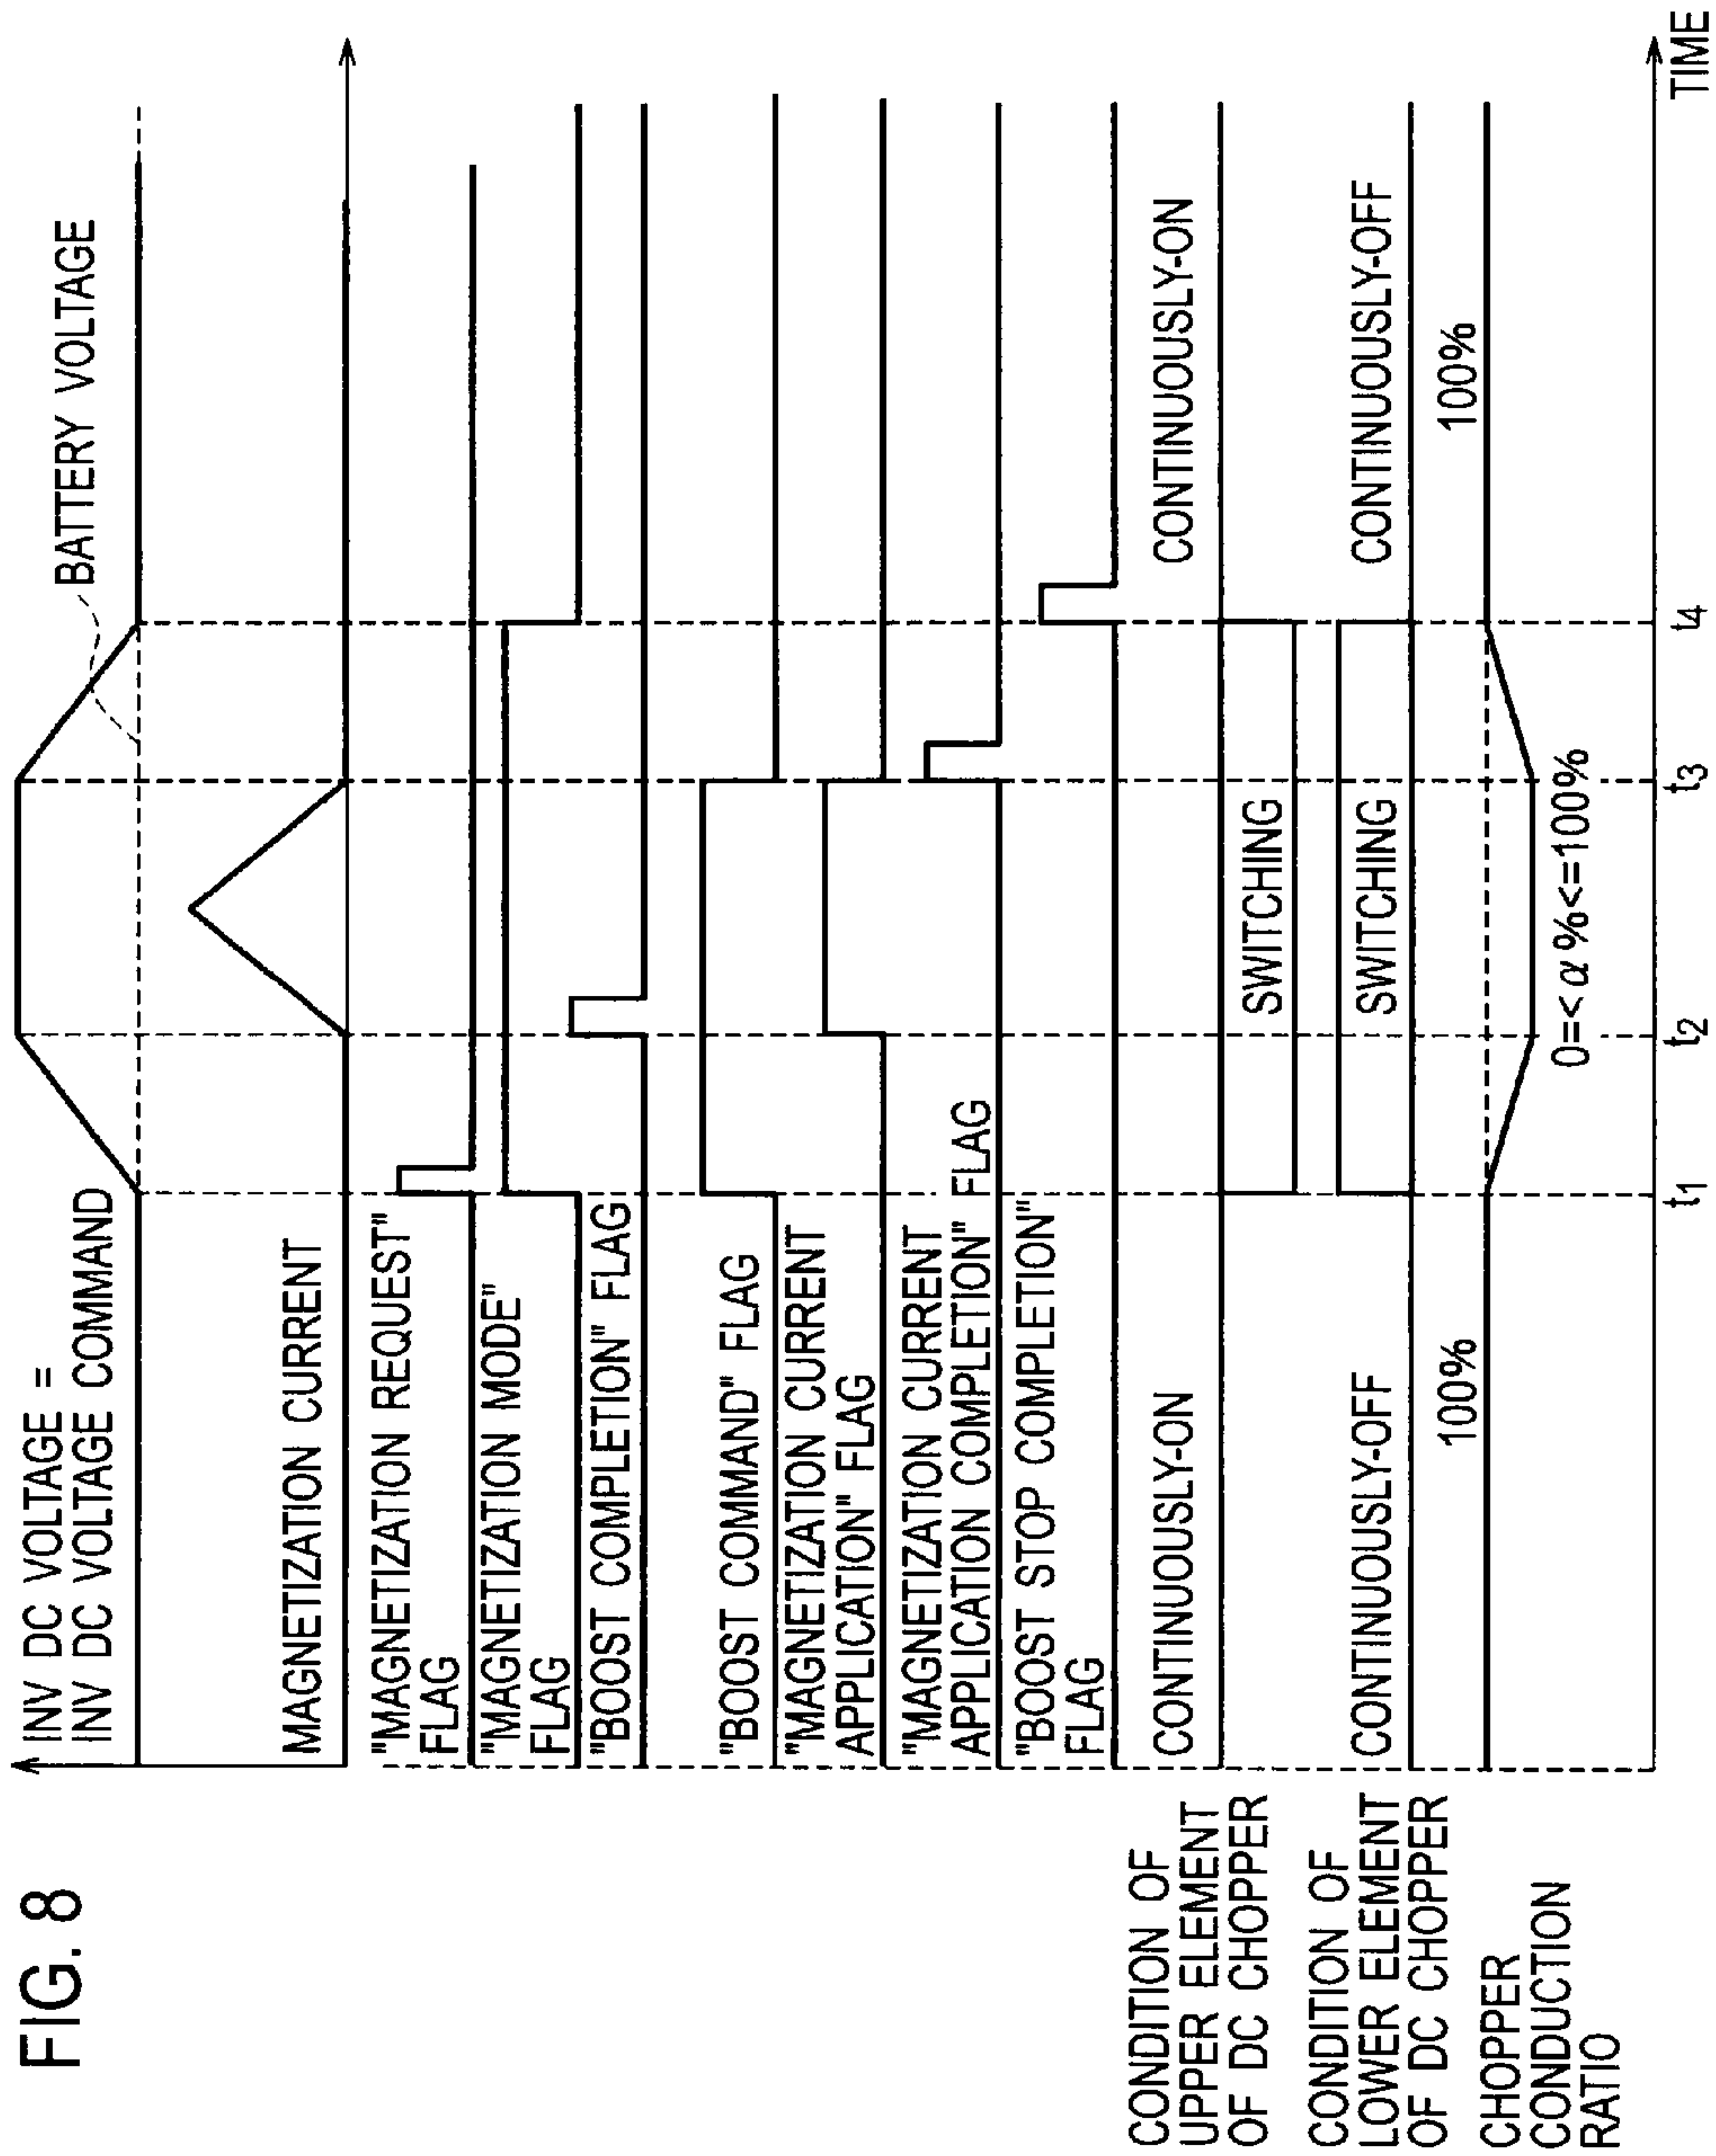 FIG. 8
INV DC VOLTAGE =
INV DC VOLTAGE COMMAND
BATTERY VOLTAGE
MAGNETIZATION CURRENT
"MAGNETIZATION REQUEST"
FLAG
"MAGNETIZATION MODE"
FLAG
"BOOST COMPLETION" FLAG
"BOOST COMMAND" FLAG
"MAGNETIZATION CURRENT
APPLICATION" FLAG
"MAGNETIZATION CURRENT
APPLICATION COMPLETION" FLAG
"BOOST STOP COMPLETION"
FLAG
CONDITION OF
UPPER ELEMENT
OF DC CHOPPER
CONTINUOUSLY-ON
SWITCHING
CONTINUOUSLY-ON
CONDITION OF
LOWER ELEMENT
OF DC CHOPPER
CONTINUOUSLY-OFF
SWITCHING
CONTINUOUSLY-OFF
CHOPPER
CONDUCTION
RATIO
100%
0=<α%<=100%
100%
t1
t2
t3
t4
TIME